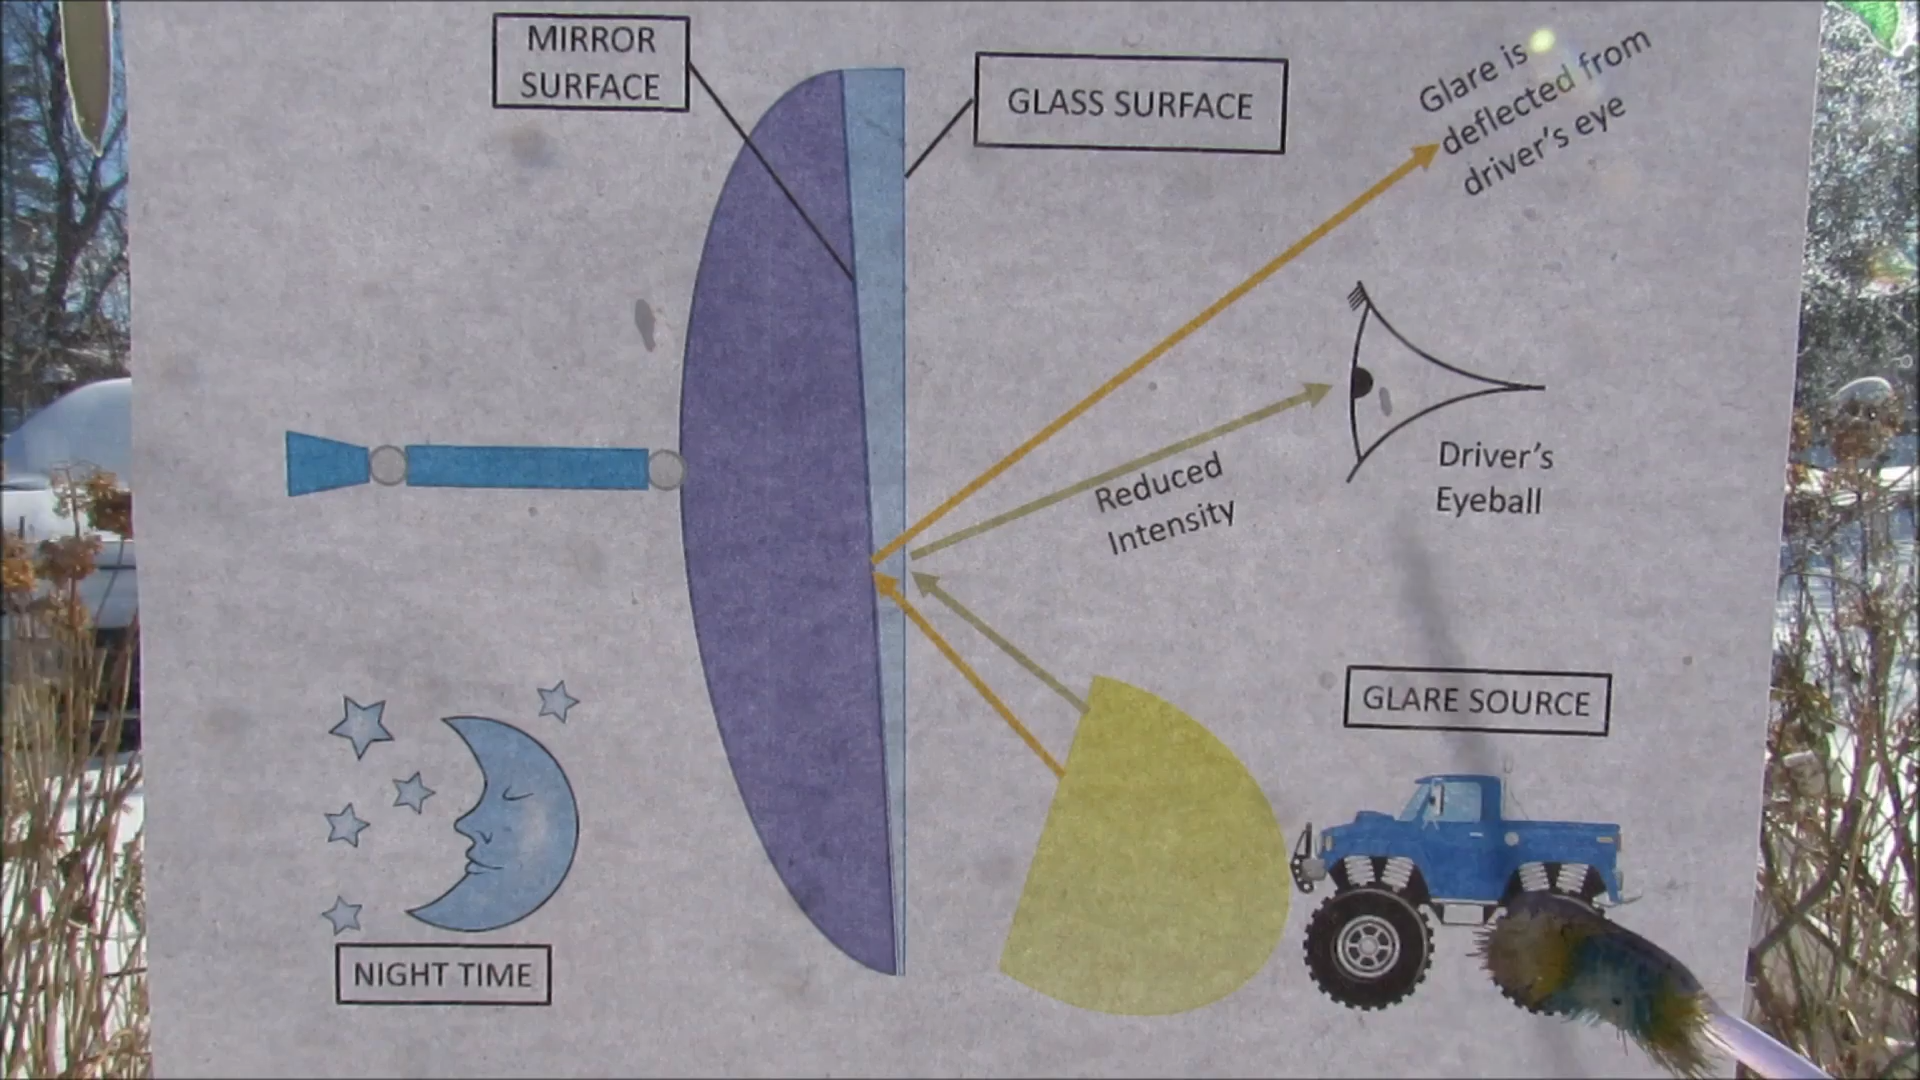 MIRROR
SURFACE
GLASS SURFACE
Glare is
deflected from
driver's eye
Reduced
Intensity
Driver's
Eyeball
GLARE SOURCE
NIGHT TIME